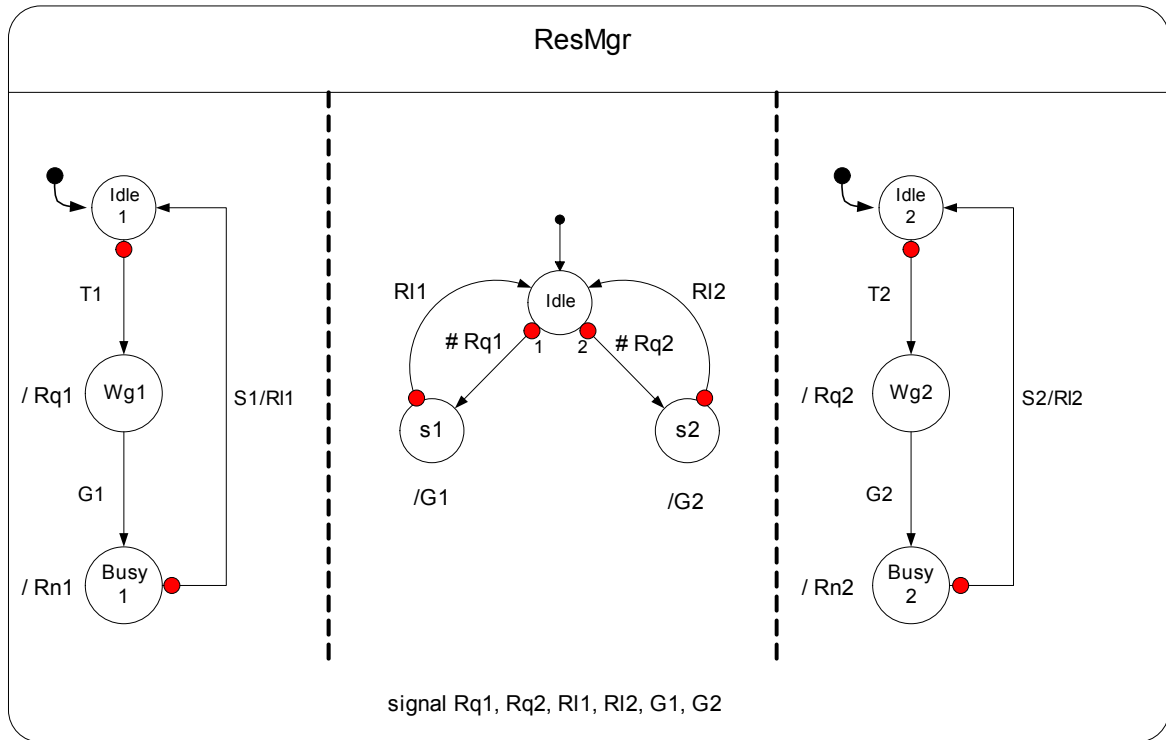 ResMgr
Idle
1
T1
/ Rq1
Wg1
S1/Rl1
G1
/ Rn1
Busy
1
Idle
Rl1
Rl2
# Rq1
1
2
# Rq2
s1
s2
/G1
/G2
Idle
2
T2
/ Rq2
Wg2
S2/Rl2
G2
/ Rn2
Busy
2
signal Rq1, Rq2, Rl1, Rl2, G1, G2